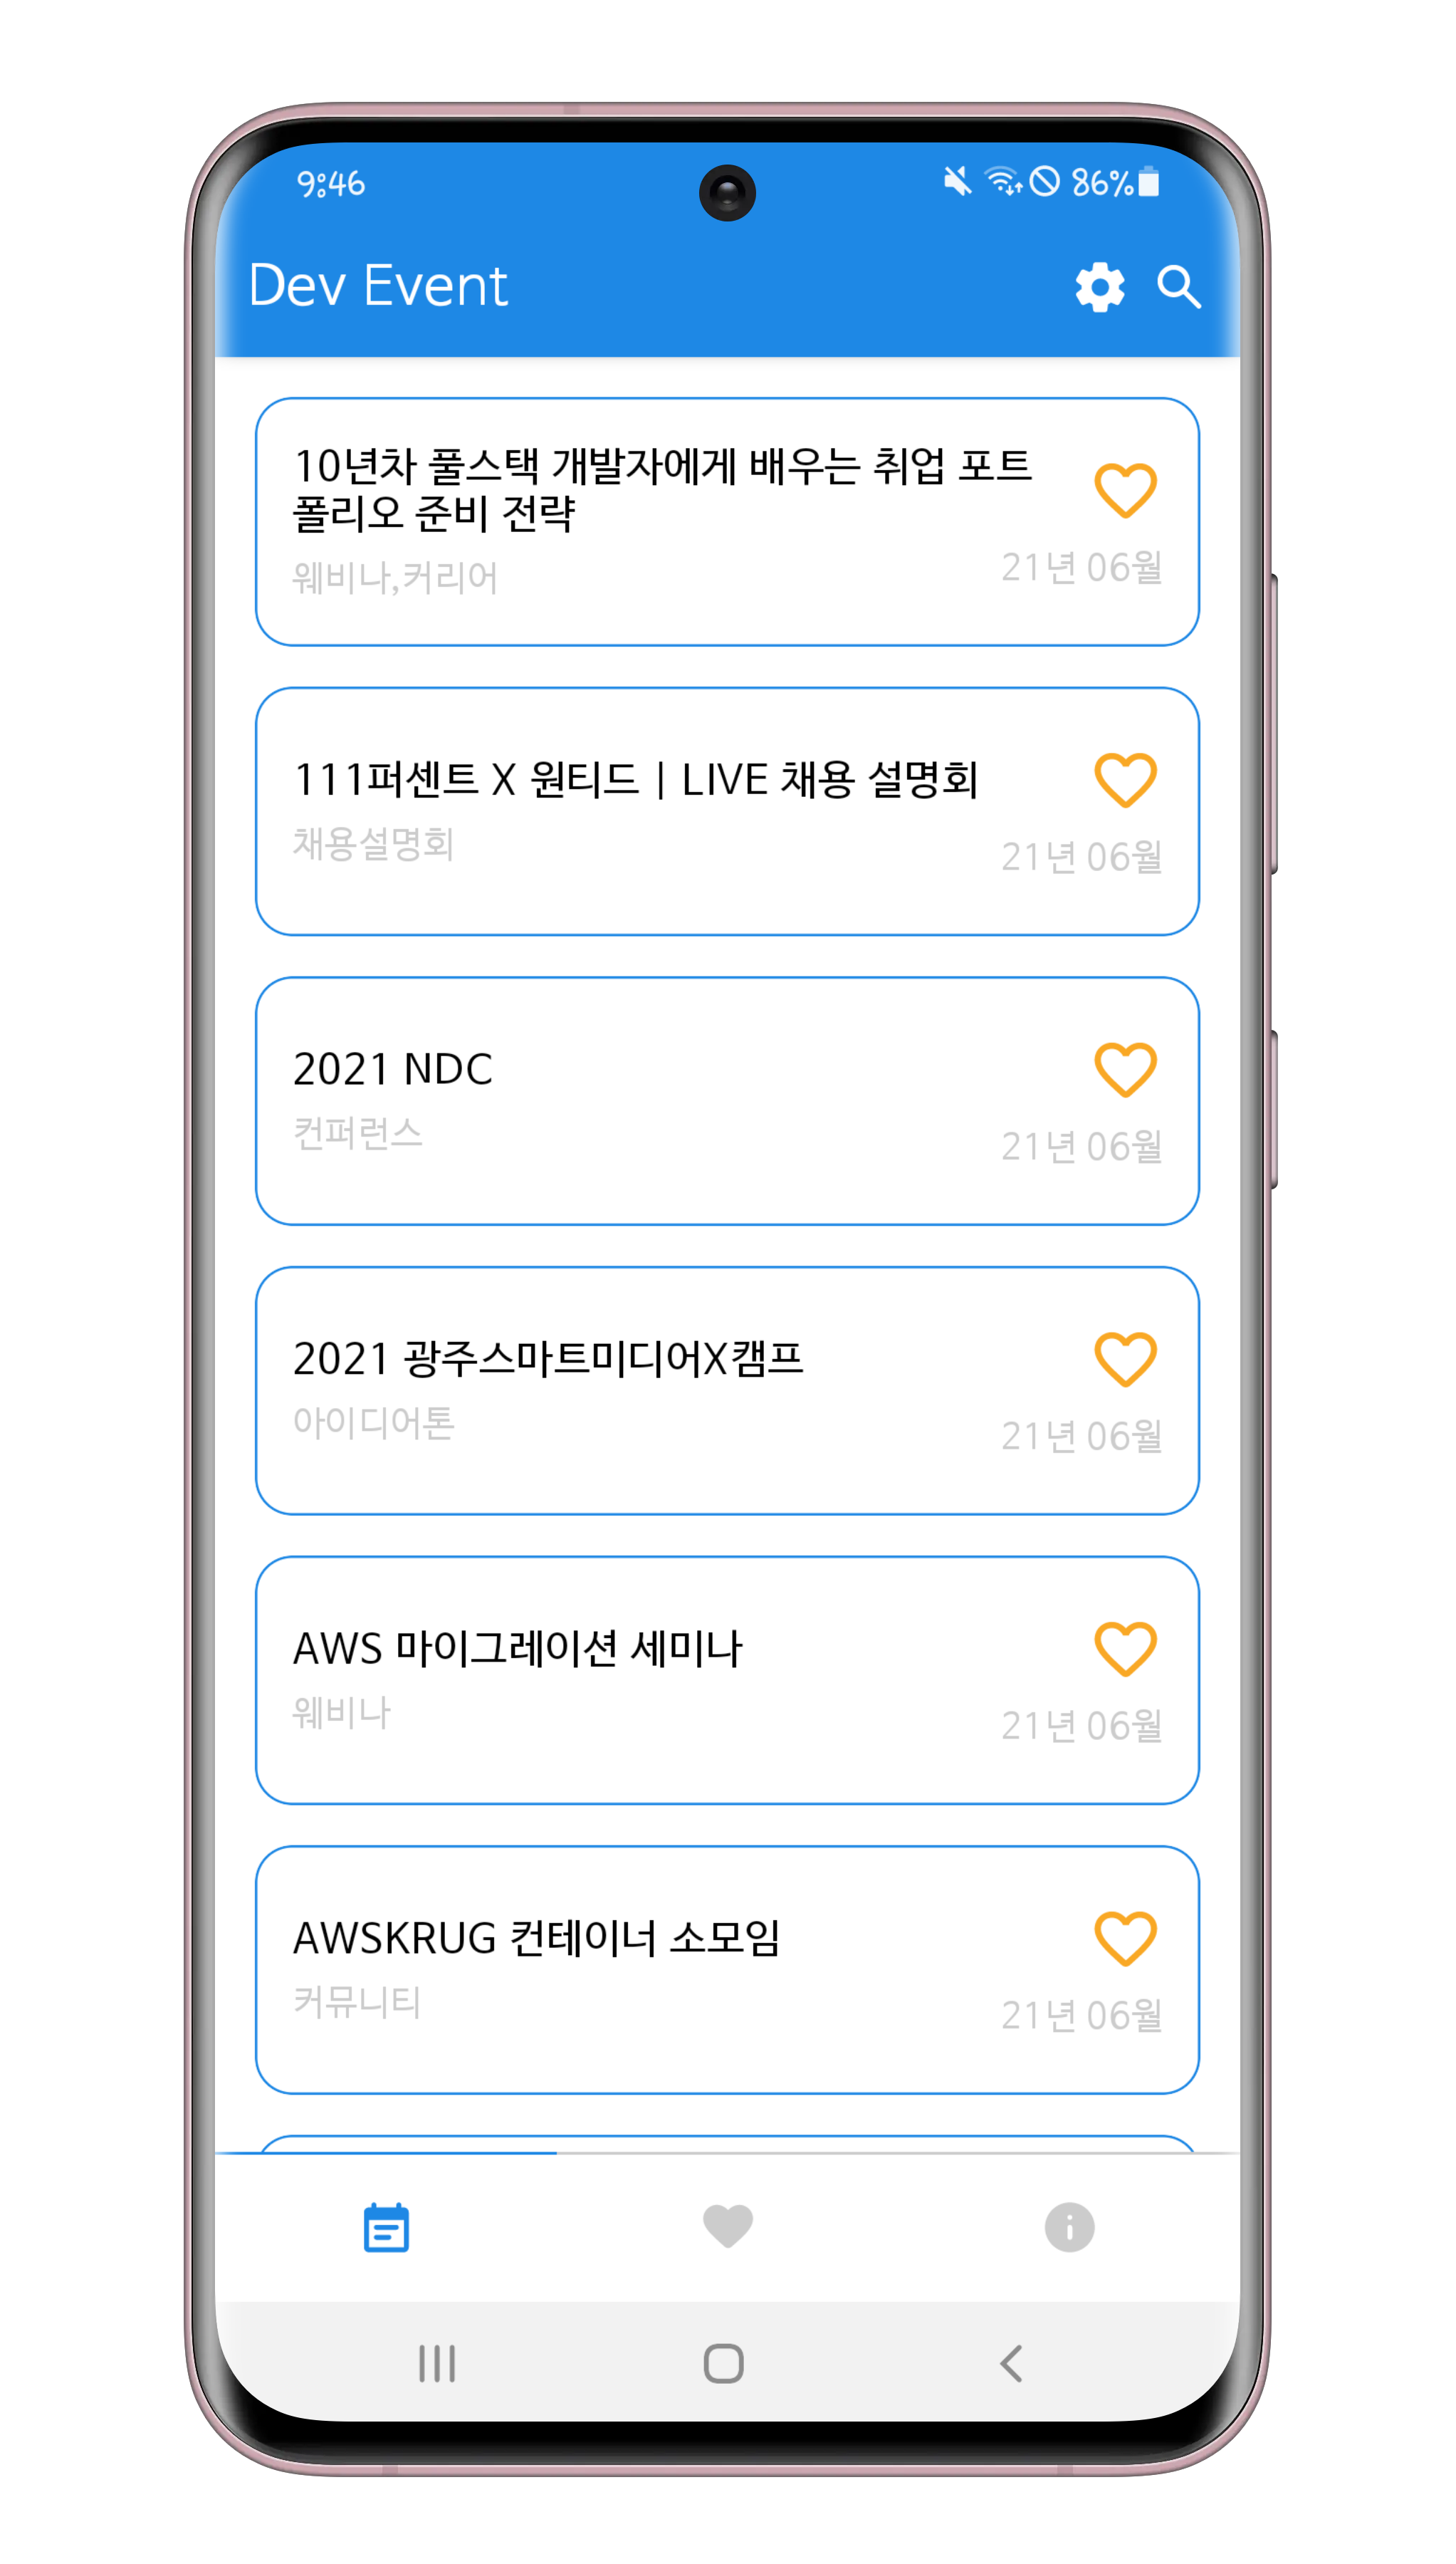 9:46
86%
Dev Event
10년차 풀스택 개발자에게 배우는 취업 포트
폴리오 준비 전략
웨비나,커리어
21년 06월
111퍼센트 X 원티드 | LIVE 채용 설명회
채용설명회
21년 06월
2021 NDC
컨퍼런스
21년 06월
2021 광주스마트미디어X캠프
아이디어톤
21년 06월
AWS 마이그레이션 세미나
웨비나
21년 06월
AWSKRUG 컨테이너 소모임
커뮤니티
21년 06월